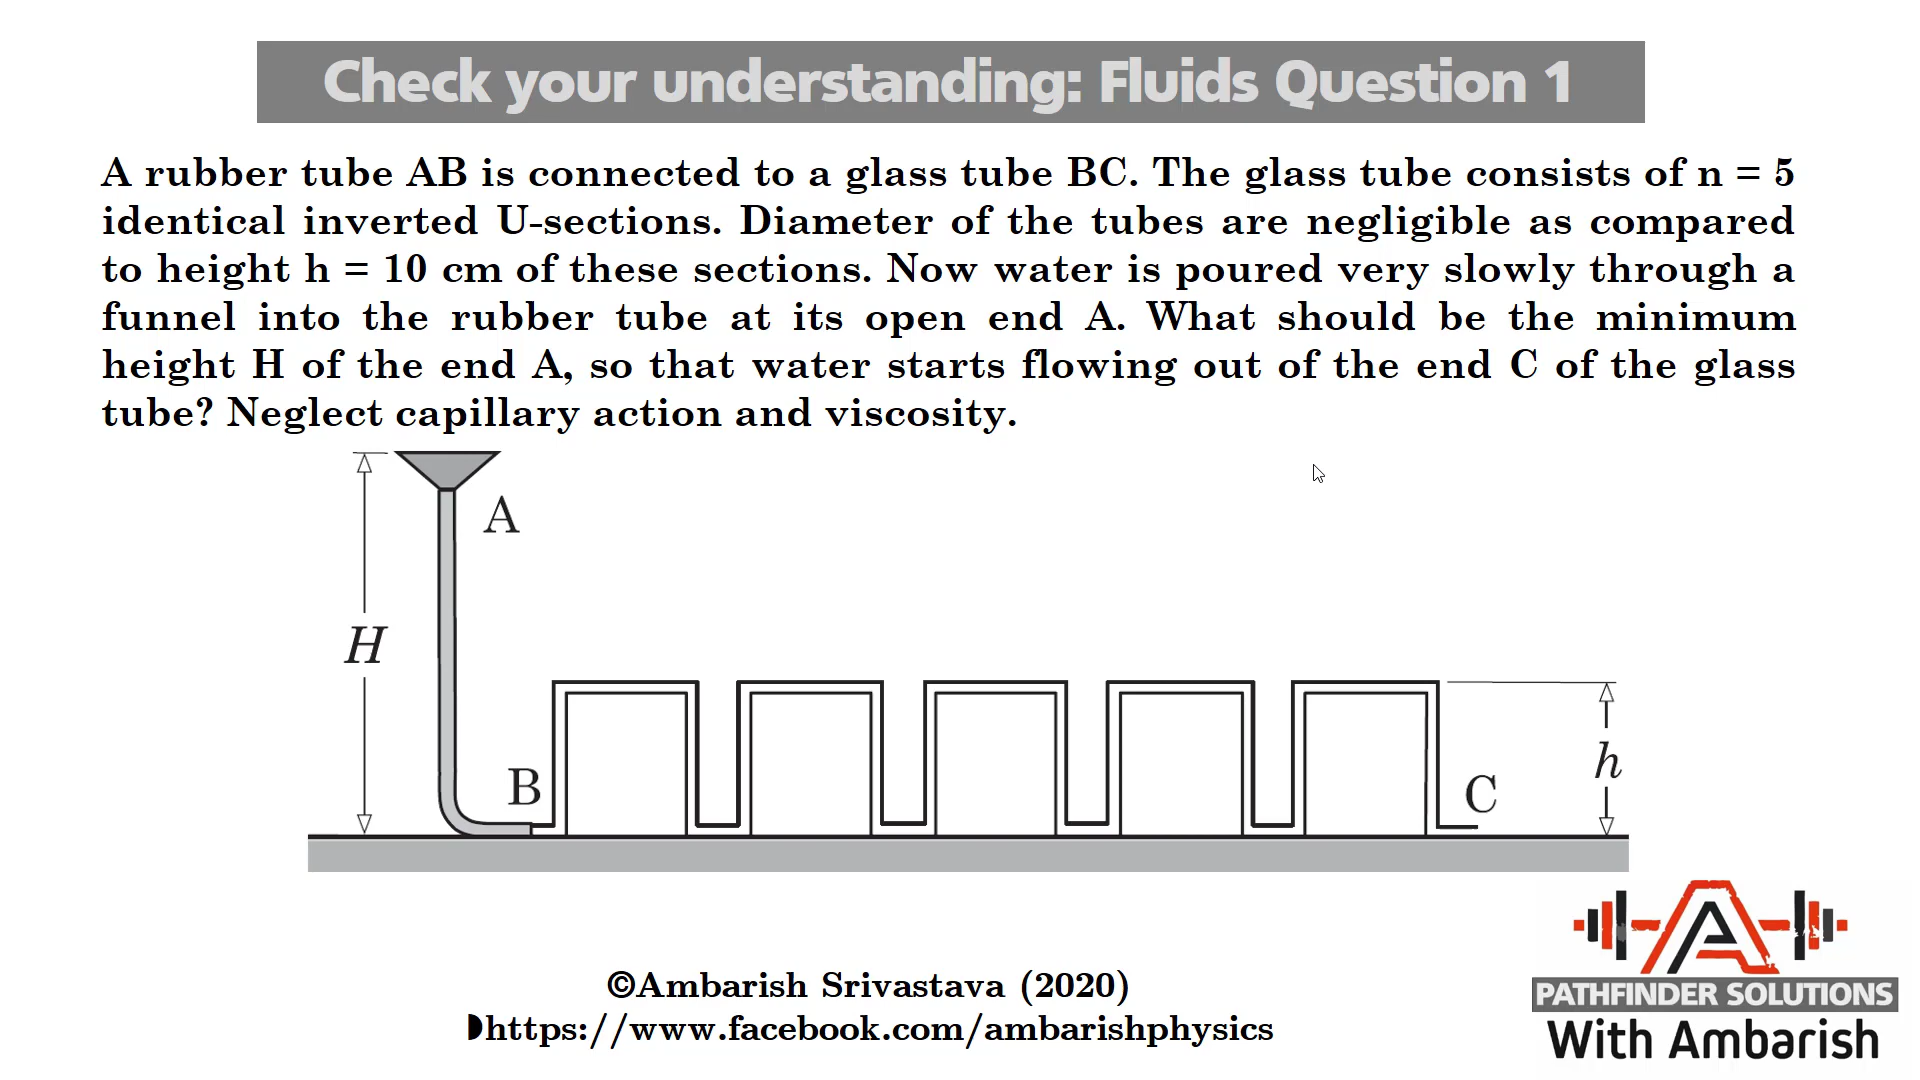 Check your understanding: Fluids Question 1
A rubber tube AB is connected to a glass tube BC. The glass tube consists of n = 5
identical inverted U-sections. Diameter of the tubes are negligible as compared
to height h = 10 cm of these sections. Now water is poured very slowly through a
funnel into the rubber tube at its open end A. What should be the minimum
height H of the end A, so that water starts flowing out of the end C of the glass
tube? Neglect capillary action and viscosity.
A
H
B
C
h
A
©Ambarish Srivastava (2020)
◗https://www.facebook.com/ambarishphysics
PATHFINDER SOLUTIONS
With Ambarish